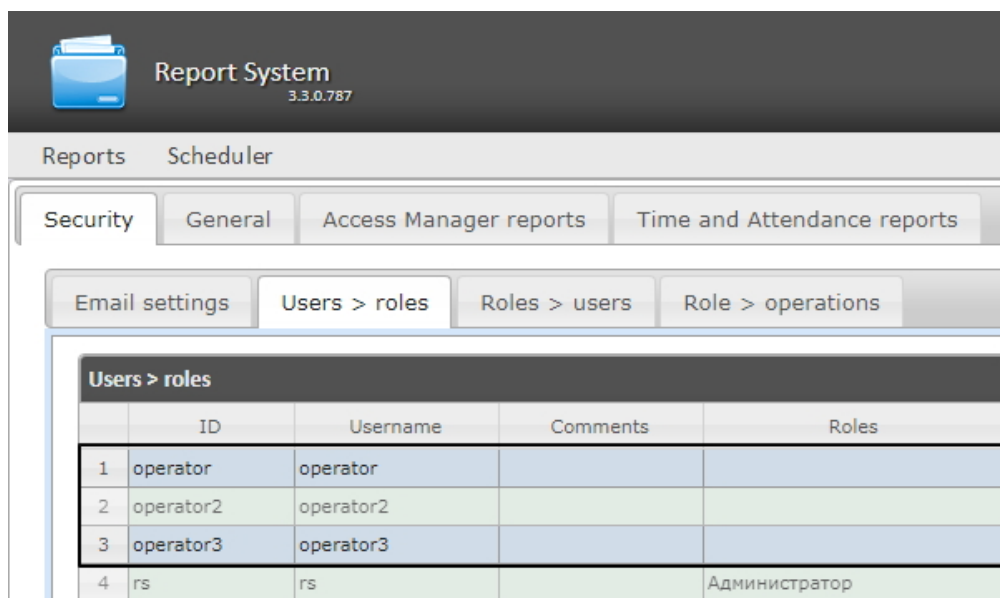 Report System
3.3.0.787
Reports Scheduler
Security General Access Manager reports Time and Attendance reports
Email settings Users > roles Roles > users Role > operations
Users > roles
ID Username Comments Roles
1 operator operator
2 operator2 operator2
3 operator3 operator3
4 rs rs Администратор